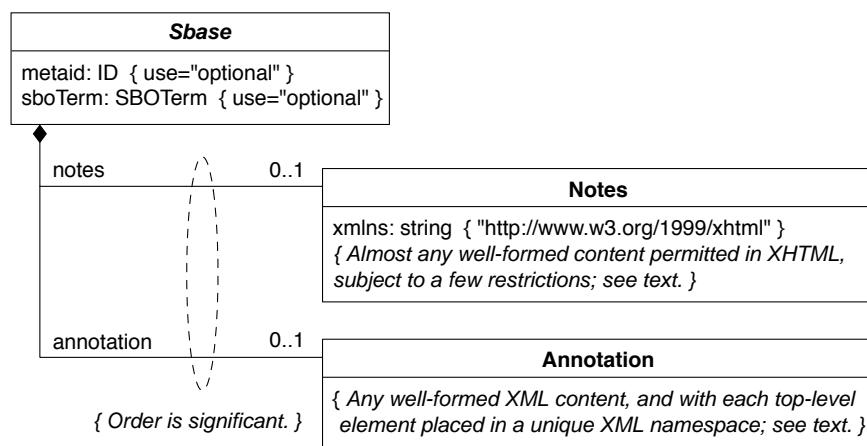 Sbase
metaid: ID { use="optional" }
sboTerm: SBOTerm { use="optional" }
notes 0..1
Notes
xmlns: string { "http://www.w3.org/1999/xhtml" }
{ Almost any well-formed content permitted in XHTML,
subject to a few restrictions; see text. }
annotation 0..1
Annotation
{ Any well-formed XML content, and with each top-level
element placed in a unique XML namespace; see text. }
{ Order is significant. }